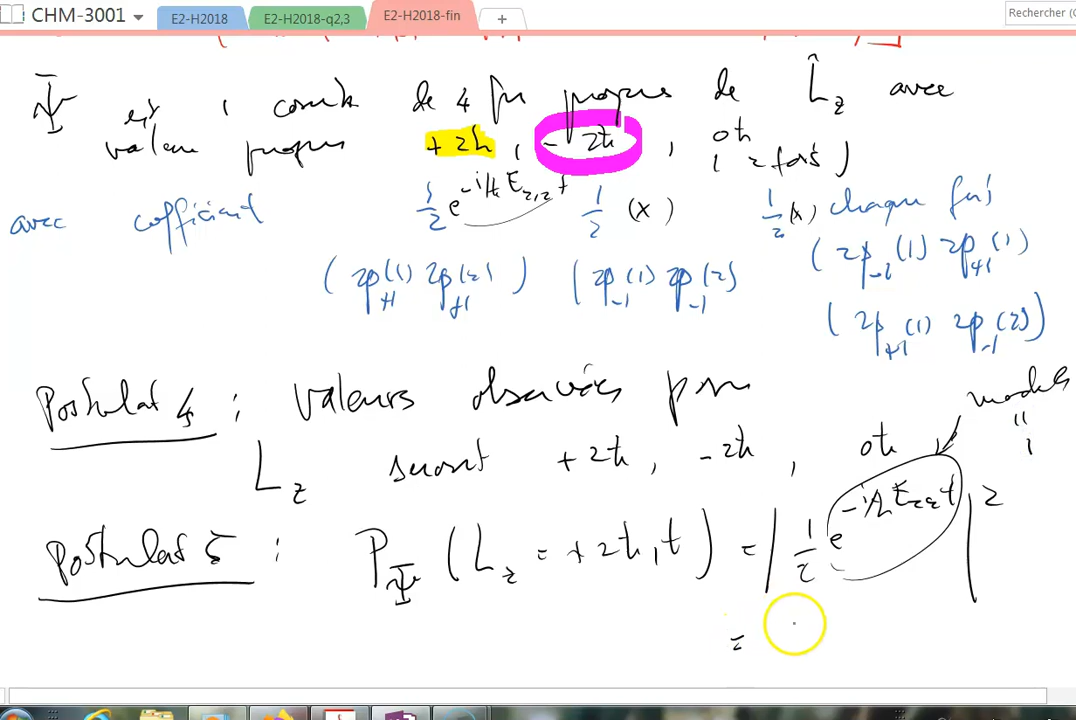 CHM-3001 E2-H2018 E2-H2018-q2,3 E2-H2018-fin + Rechercher (
Ψ est 1 comb de 4 fn propres de L̂z avec
valeur propres +2ħ, -2ħ, 0ħ
( 2 fois )
avec coefficient 1/2 e^{-i/ħ E_{2,2} t} 1/2 (x) 1/2 (x) chaque fois
( 2p+1(1) 2p+1(2) ) ( 2p-1(1) 2p-1(2) ( 2p-1(1) 2p+1(1)
( 2p+1(1) 2p-1(2) )
Postulat 4 : valeurs observées pour
Lz seront +2ħ, -2ħ, 0ħ
module
"
1
Postulat 5 : PΨ ( Lz = +2ħ, t ) = | 1/2 e^{-i/ħ E_{22} t} |²
=